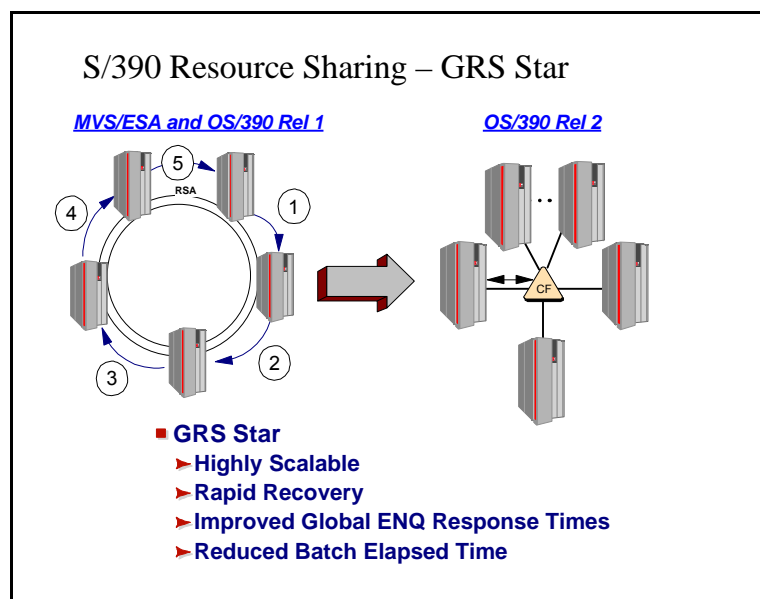 S/390 Resource Sharing – GRS Star
MVS/ESA and OS/390 Rel 1
OS/390 Rel 2
5
RSA
4
1
3
2
. .
CF
GRS Star
Highly Scalable
Rapid Recovery
Improved Global ENQ Response Times
Reduced Batch Elapsed Time